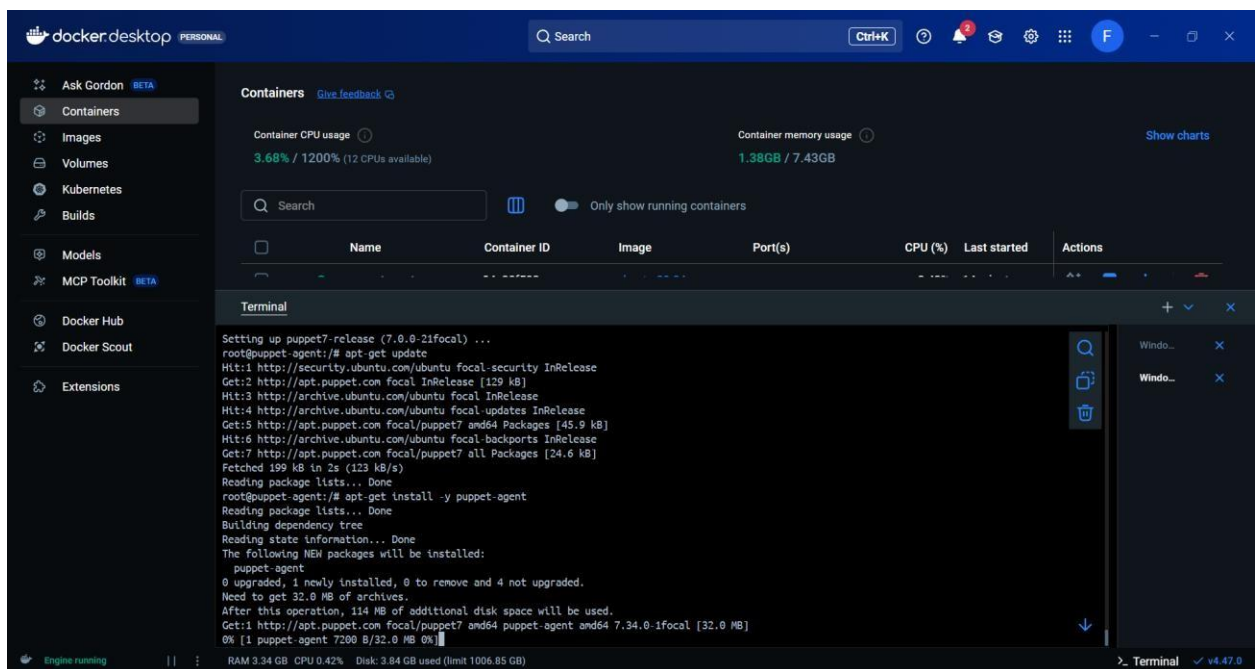 docker.desktop PERSONAL
Search
Ctrl+K
2
F
Ask Gordon BETA
Containers
Images
Volumes
Kubernetes
Builds
Models
MCP Toolkit BETA
Docker Hub
Docker Scout
Extensions
Containers Give feedback
Container CPU usage
3.68% / 1200% (12 CPUs available)
Container memory usage
1.38GB / 7.43GB
Show charts
Search
Only show running containers
Name Container ID Image Port(s) CPU (%) Last started Actions
Terminal
Setting up puppet7-release (7.0.0-21focal) ...
root@puppet-agent:/# apt-get update
Hit:1 http://security.ubuntu.com/ubuntu focal-security InRelease
Get:2 http://apt.puppet.com focal InRelease [129 kB]
Hit:3 http://archive.ubuntu.com/ubuntu focal InRelease
Hit:4 http://archive.ubuntu.com/ubuntu focal-updates InRelease
Get:5 http://apt.puppet.com focal/puppet7 amd64 Packages [45.9 kB]
Hit:6 http://archive.ubuntu.com/ubuntu focal-backports InRelease
Get:7 http://apt.puppet.com focal/puppet7 all Packages [24.6 kB]
Fetched 199 kB in 2s (123 kB/s)
Reading package lists... Done
root@puppet-agent:/# apt-get install -y puppet-agent
Reading package lists... Done
Building dependency tree
Reading state information... Done
The following NEW packages will be installed:
puppet-agent
0 upgraded, 1 newly installed, 0 to remove and 4 not upgraded.
Need to get 32.0 MB of archives.
After this operation, 114 MB of additional disk space will be used.
Get:1 http://apt.puppet.com focal/puppet7 amd64 puppet-agent amd64 7.34.0-1focal [32.0 MB]
0% [1 puppet-agent 7200 B/32.0 MB 0%]
Windo...
Windo...
Engine running
RAM 3.34 GB CPU 0.42% Disk: 3.84 GB used (limit 1006.85 GB)
>_ Terminal
v4.47.0